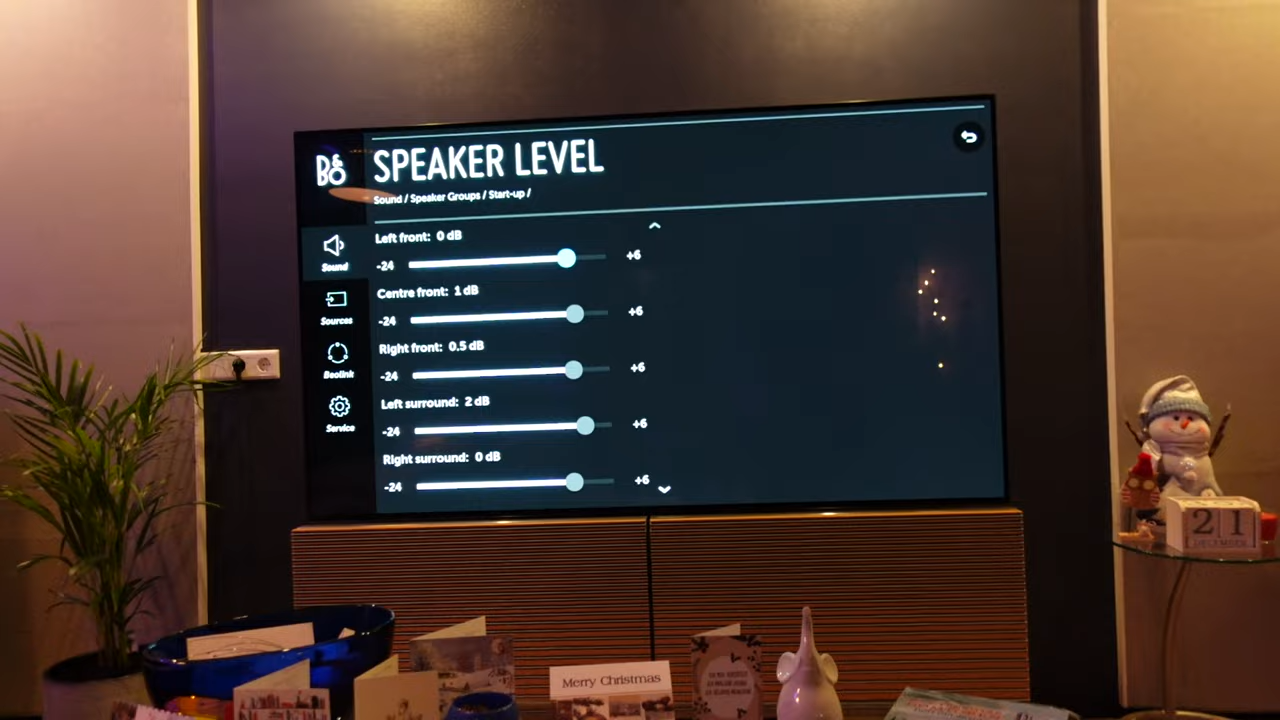 B&O
SPEAKER LEVEL
Sound / Speaker Groups / Start-up /
Sound
Sources
Beolink
Service
Left front: 0 dB
-24 +6
Centre front: 1 dB
-24 +6
Right front: 0.5 dB
-24 +6
Left surround: 2 dB
-24 +6
Right surround: 0 dB
-24 +6
21
DECEMBER
Merry Christmas